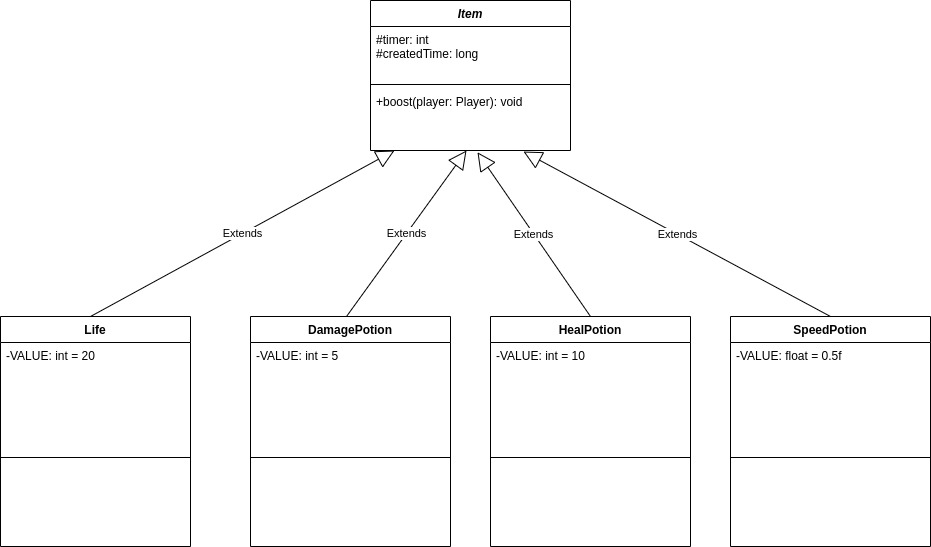 Item
#timer: int
#createdTime: long
+boost(player: Player): void
Extends
Extends
Extends
Extends
Life
-VALUE: int = 20
DamagePotion
-VALUE: int = 5
HealPotion
-VALUE: int = 10
SpeedPotion
-VALUE: float = 0.5f